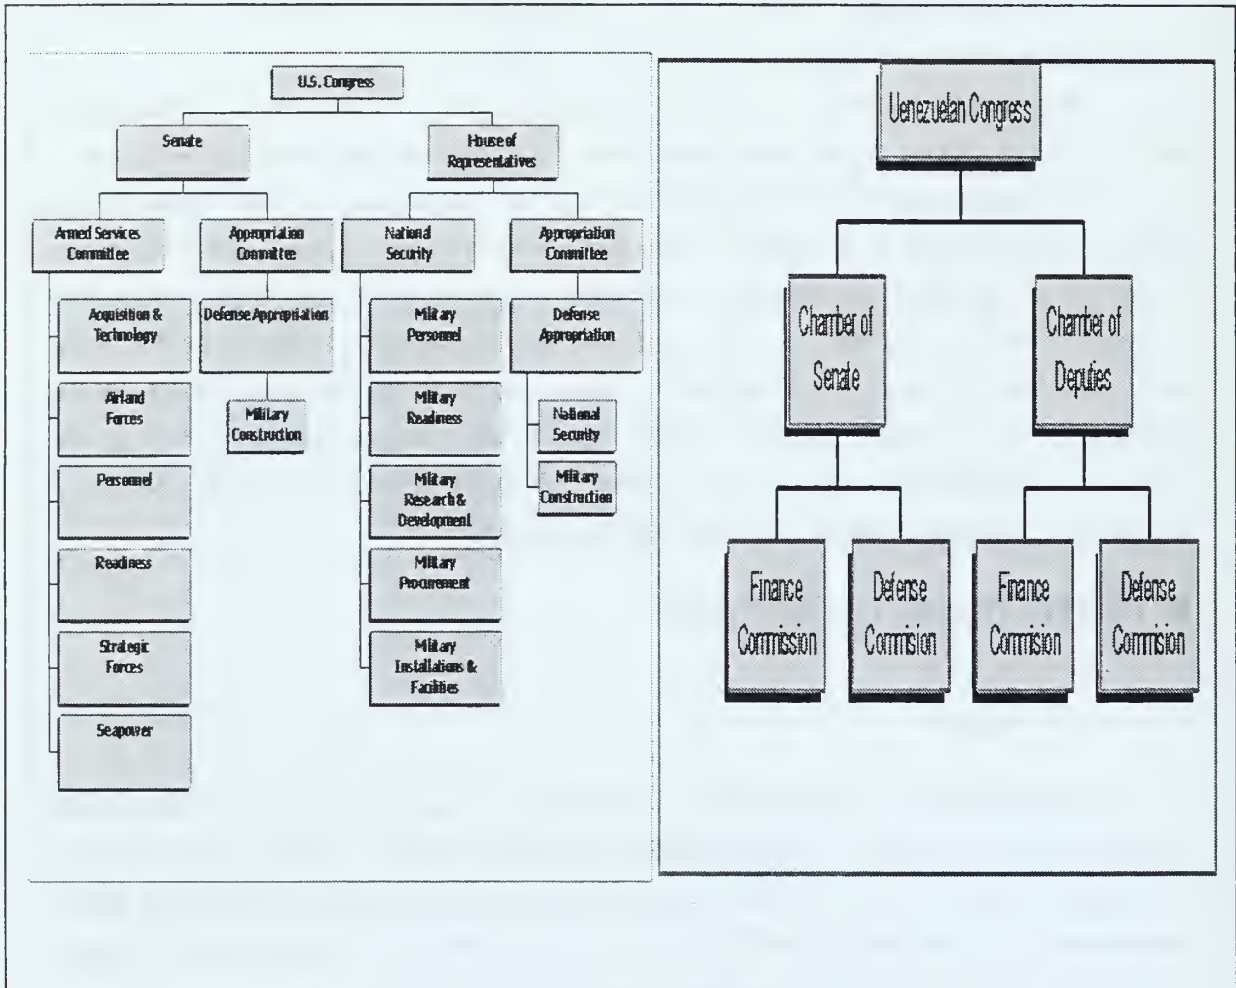 U.S. Congress
Senate
House of
Representatives
Armed Services
Committee
Appropriation
Committee
National
Security
Appropriation
Committee
Acquisition &
Technology
Airland
Forces
Personnel
Readiness
Strategic
Forces
Seapower
Defense Appropriation
Military
Construction
Military
Personnel
Military
Readiness
Military
Research &
Development
Military
Procurement
Military
Installations &
Facilities
Defense
Appropriation
National
Security
Military
Construction
Venezuelan Congress
Chamber of
Senate
Chamber of
Deputies
Finance
Commission
Defense
Commision
Finance
Commision
Defense
Commision